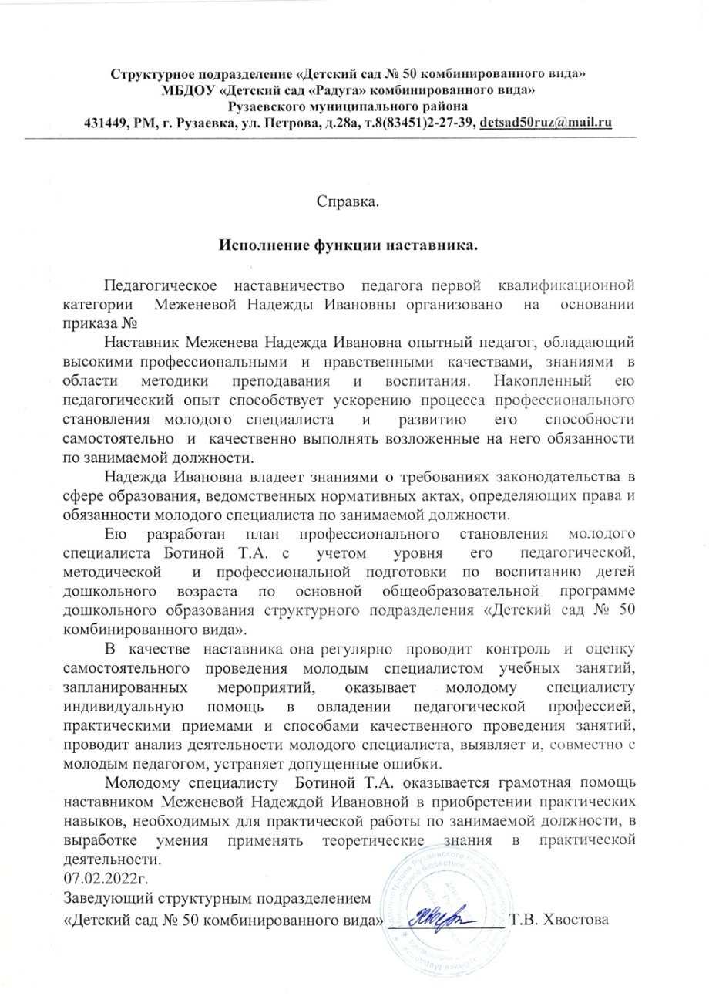 Структурное подразделение «Детский сад № 50 комбинированного вида»
МБДОУ «Детский сад «Радуга» комбинированного вида»
Рузаевского муниципального района
431449, РМ, г. Рузаевка, ул. Петрова, д.28а, т.8(83451)2-27-39, detsad50ruz@mail.ru
Справка.
Исполнение функции наставника.
Педагогическое наставничество педагога первой квалификационной
категории Меженевой Надежды Ивановны организовано на основании
приказа №
Наставник Меженева Надежда Ивановна опытный педагог, обладающий
высокими профессиональными и нравственными качествами, знаниями в
области методики преподавания и воспитания. Накопленный ею
педагогический опыт способствует ускорению процесса профессионального
становления молодого специалиста и развитию его способности
самостоятельно и качественно выполнять возложенные на него обязанности
по занимаемой должности.
Надежда Ивановна владеет знаниями о требованиях законодательства в
сфере образования, ведомственных нормативных актах, определяющих права и
обязанности молодого специалиста по занимаемой должности.
Ею разработан план профессионального становления молодого
специалиста Ботиной Т.А. с учетом уровня его педагогической,
методической и профессиональной подготовки по воспитанию детей
дошкольного возраста по основной общеобразовательной программе
дошкольного образования структурного подразделения «Детский сад № 50
комбинированного вида».
В качестве наставника она регулярно проводит контроль и оценку
самостоятельного проведения молодым специалистом учебных занятий,
запланированных мероприятий, оказывает молодому специалисту
индивидуальную помощь в овладении педагогической профессией,
практическими приемами и способами качественного проведения занятий,
проводит анализ деятельности молодого специалиста, выявляет и, совместно с
молодым педагогом, устраняет допущенные ошибки.
Молодому специалисту Ботиной Т.А. оказывается грамотная помощь
наставником Меженевой Надеждой Ивановной в приобретении практических
навыков, необходимых для практической работы по занимаемой должности, в
выработке умения применять теоретические знания в практической
деятельности.
07.02.2022г.
Заведующий структурным подразделением
«Детский сад № 50 комбинированного вида» ______________ Т.В. Хвостова